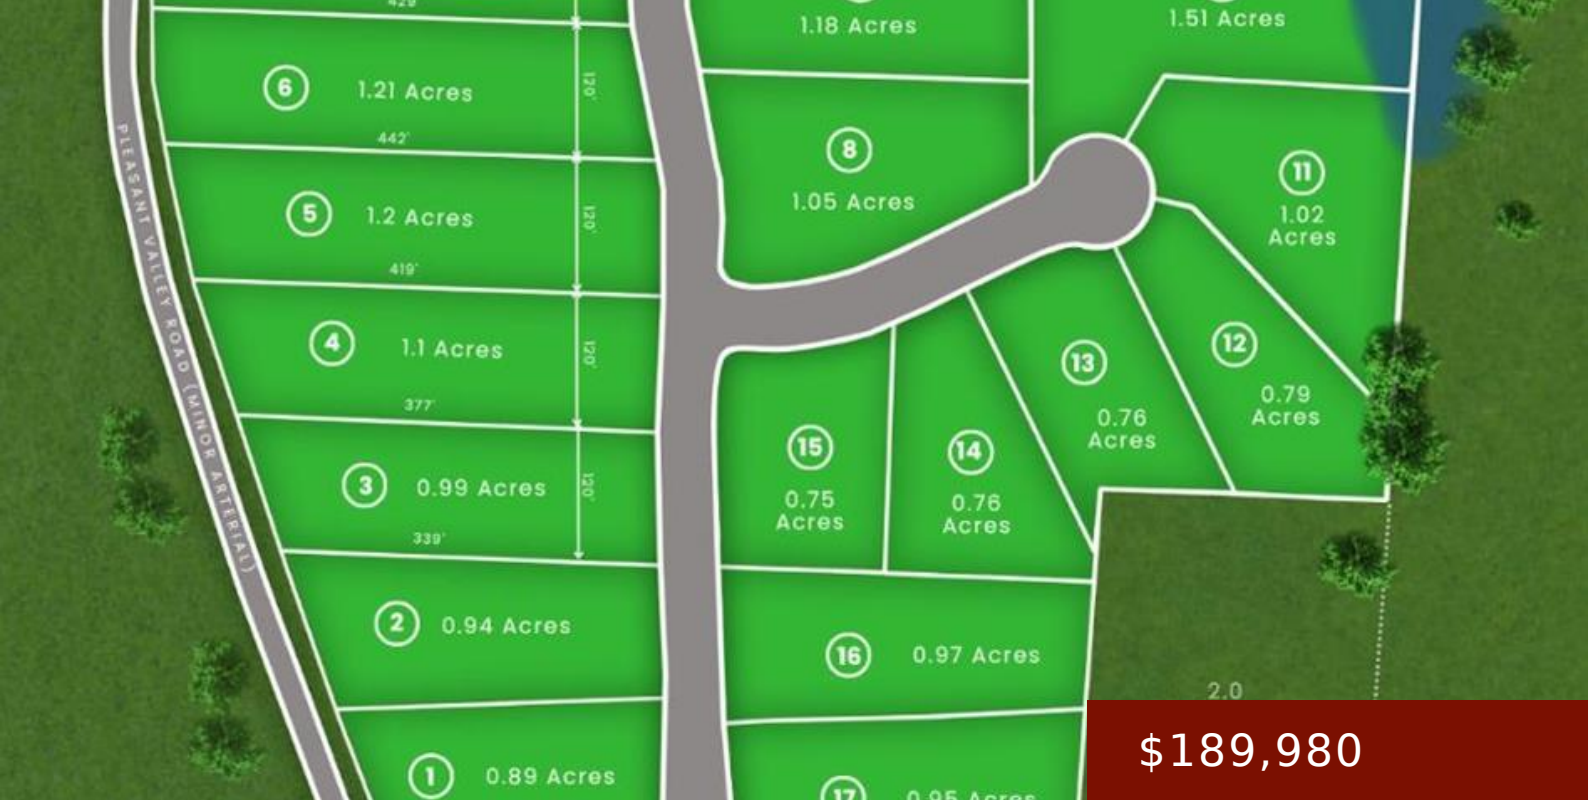 429'
1.18 Acres
1.51 Acres
6 1.21 Acres
120'
442'
8
1.05 Acres
11
1.02
Acres
5 1.2 Acres
120'
419'
PLEASANT VALLEY ROAD (MINOR ARTERIAL)
4 1.1 Acres
120'
377'
12
0.79
Acres
13
0.76
Acres
15
0.75
Acres
14
0.76
Acres
3 0.99 Acres
120'
339'
2 0.94 Acres
16 0.97 Acres
2.0
1 0.89 Acres
17 0.95 Acres
$189,980